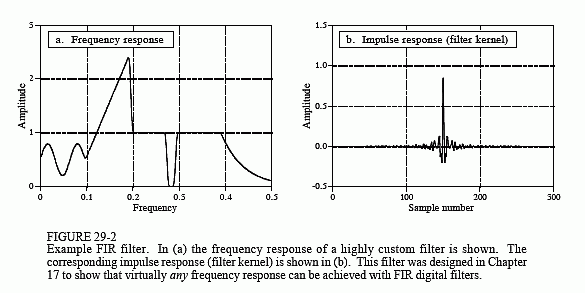 a. Frequency response
3
2
1
0
Amplitude
0 0.1 0.2 0.3 0.4 0.5
Frequency
b. Impulse response (filter kernel)
1.5
1.0
0.5
0.0
-0.5
Amplitude
0 100 200 300
Sample number
FIGURE 29-2
Example FIR filter. In (a) the frequency response of a highly custom filter is shown. The
corresponding impulse response (filter kernel) is shown in (b). This filter was designed in Chapter
17 to show that virtually any frequency response can be achieved with FIR digital filters.